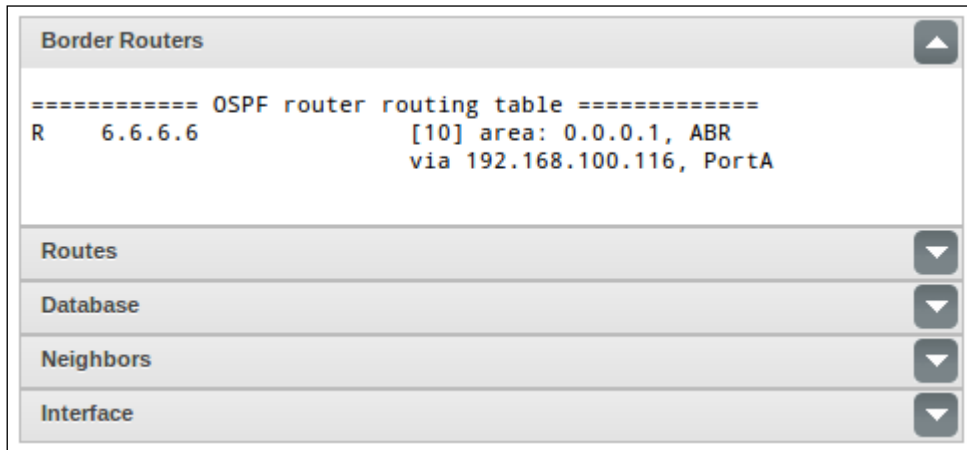 Border Routers
============ OSPF router routing table =============
R    6.6.6.6               [10] area: 0.0.0.1, ABR
                           via 192.168.100.116, PortA
Routes
Database
Neighbors
Interface